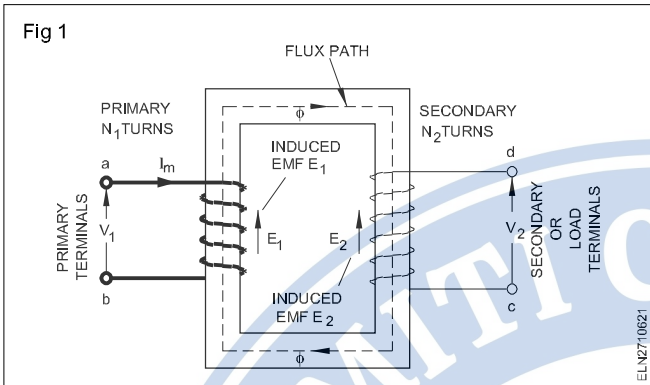 Fig 1
FLUX PATH
ϕ
PRIMARY
N₁TURNS
SECONDARY
N₂TURNS
a
Iₘ
INDUCED
EMF E₁
d
PRIMARY
TERMINALS
V₁
E₁
E₂
V₂
SECONDARY
OR
LOAD
TERMINALS
b
INDUCED
EMF E₂
c
ϕ
ELN2710621
MITI O